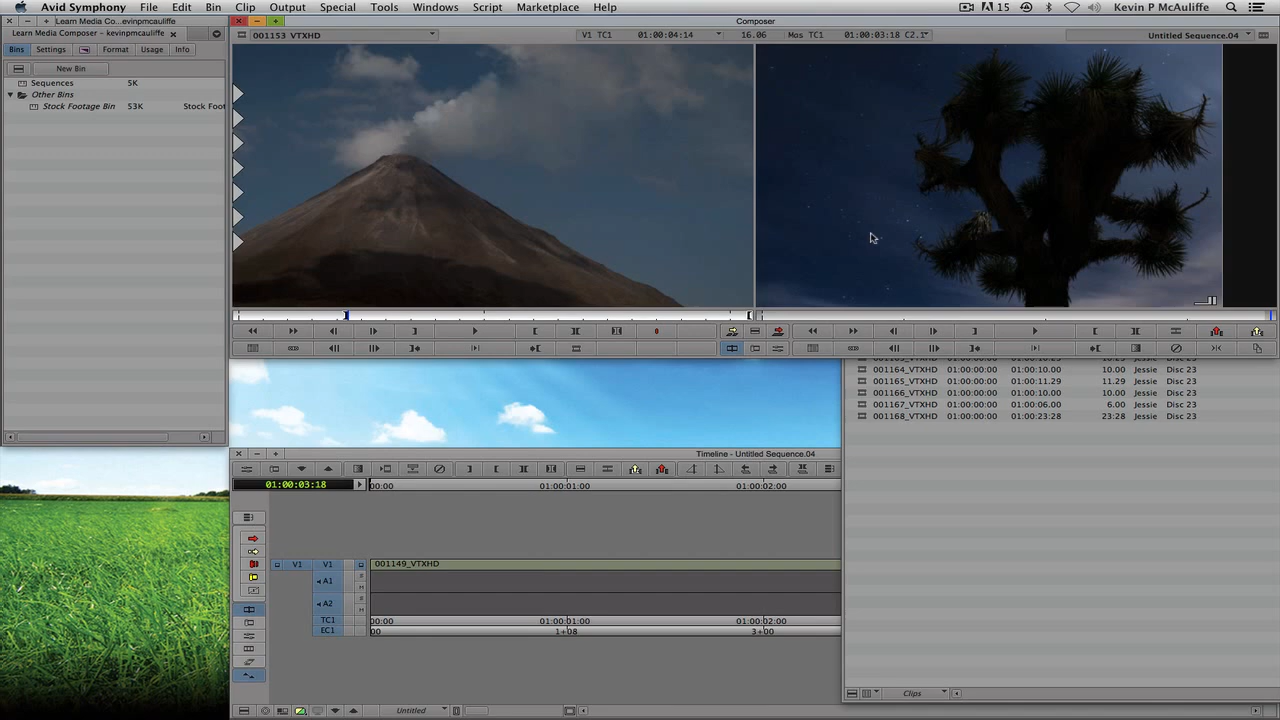 Avid Symphony File Edit Bin Clip Output Special Tools Windows Script Marketplace Help 15 Kevin P McAuliffe
Learn Media Co...evinpmcauliffe
Composer
Learn Media Composer - kevinpmcauliffe
001153_VTXHD V1 TC1 01:00:04:14 16.06 Mas TC1 01:00:03:18 Untitled Sequence.04
Bins Settings Format Usage Info
New Bin
Sequences 5K
Other Bins
Stock Footage Bin 53K Stock Foot
001164_VTXHD 01:00:00:00 01:00:10.00 10.00 Jessie Disc 23
001165_VTXHD 01:00:00:00 01:00:11.29 11.29 Jessie Disc 23
001166_VTXHD 01:00:00:00 01:00:10.00 10.00 Jessie Disc 23
001167_VTXHD 01:00:00:00 01:00:06.00 6.00 Jessie Disc 23
001168_VTXHD 01:00:00:00 01:00:23:28 23:28 Jessie Disc 23
Timeline - Untitled Sequence.04
01:00:03:18 00:00 01:00:01:00 01:00:02:00
V1 V1 001149_VTXHD
A1
A2
TC1 00:00 01:00:01:00 01:00:02:00
EC1 00 1+08 3+00
Clips
Untitled